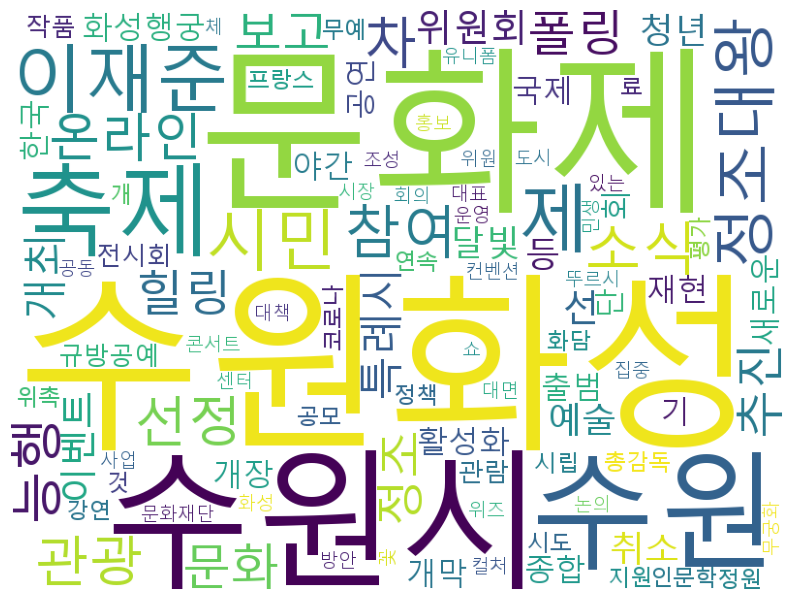 작품 화성행궁 체 보고 무예 차 위원회 폴링 청년
이재준 문화제 유니폼 정조대왕
한국 온라인 프랑스 공연 홍보 국제 료
축제 개 야간 조성 위원 도시
시민 참여 시장 회의 대표 있는 제 민생 평가
개최 공동 전시회 힐링 연속 달빛 운영 등 소식
수원화성 대책 코로나 특례시 컨벤션 선 뚜르시 단 재현 새로운
규방공예 콘서트 쇼 화담 추진
위촉 센터 정책 대면 출범 집중
능행 이벤트 선정 공모 정조 활성화 예술 기
사업 개장 수원시 관람 수원 시립 총감독
강연 것 화성 위즈 논의 무궁화
관광 문화재단 문화 방안 꽃 시도 취소
개막 컬처 종합 지원 인문학 정원